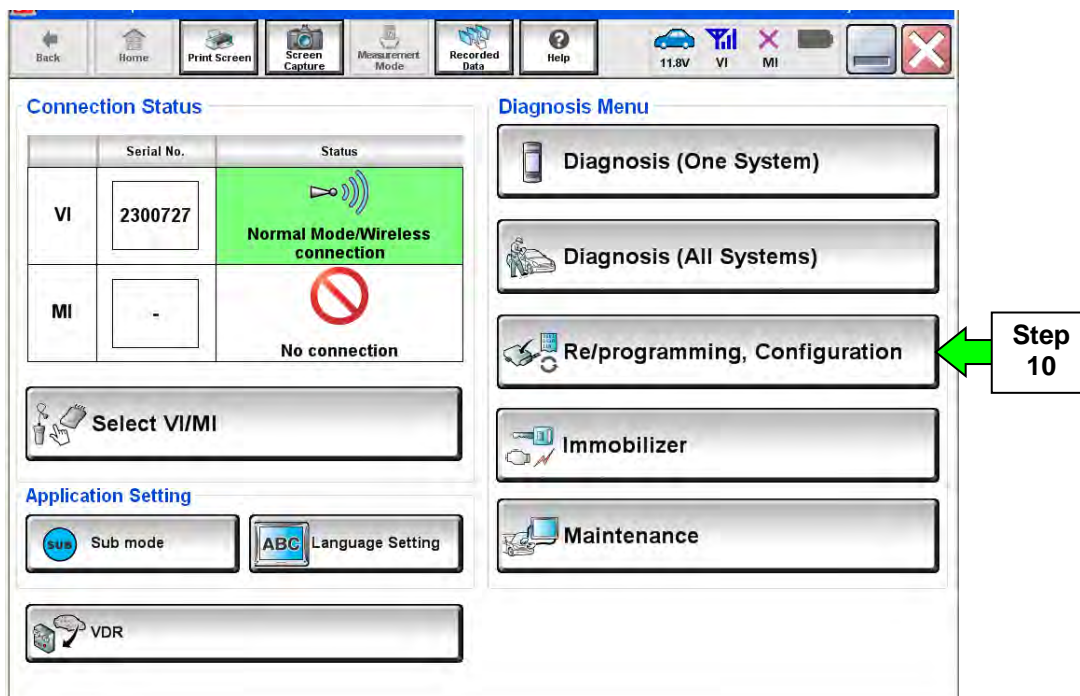 Back
Home
Print Screen
Screen
Capture
Measurement
Mode
Recorded
Data
Help
11.8V
VI
MI
Connection Status
Serial No.
Status
VI
2300727
Normal Mode/Wireless
connection
MI
-
No connection
Select VI/MI
Application Setting
SUB
Sub mode
ABC
Language Setting
VDR
Diagnosis Menu
Diagnosis (One System)
Diagnosis (All Systems)
Re/programming, Configuration
Immobilizer
Maintenance
Step
10